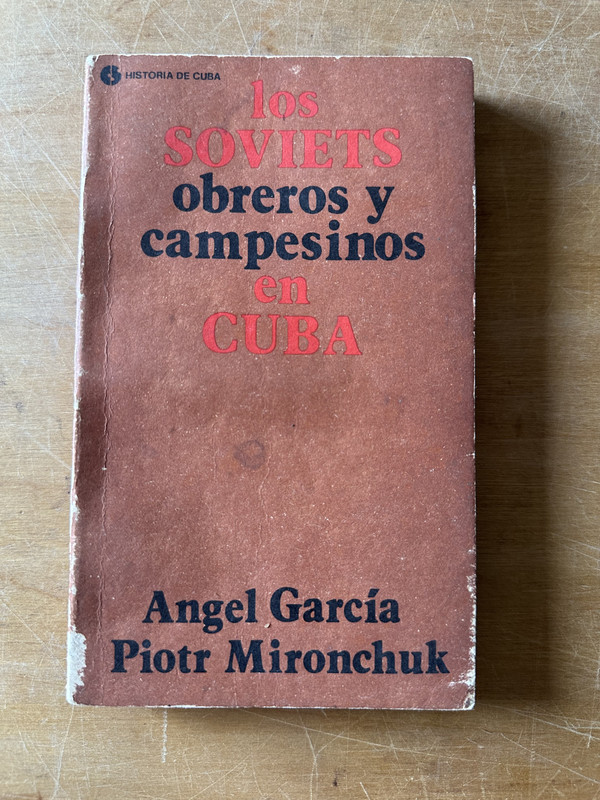 HISTORIA DE CUBA
los
SOVIETS
obreros y
campesinos
en
CUBA
Angel García
Piotr Mironchuk